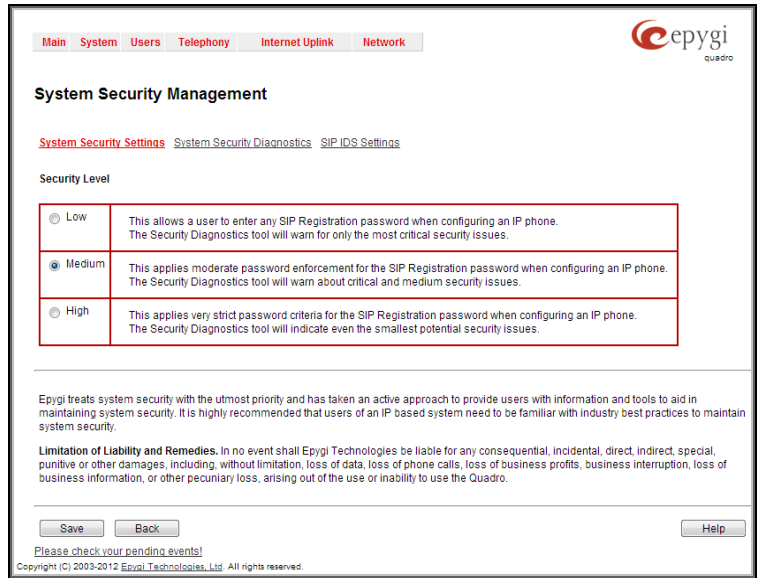 Main System Users Telephony Internet Uplink Network
epygi
quadro
System Security Management
System Security Settings System Security Diagnostics SIP IDS Settings
Security Level
Low
This allows a user to enter any SIP Registration password when configuring an IP phone.
The Security Diagnostics tool will warn for only the most critical security issues.
Medium
This applies moderate password enforcement for the SIP Registration password when configuring an IP phone.
The Security Diagnostics tool will warn about critical and medium security issues.
High
This applies very strict password criteria for the SIP Registration password when configuring an IP phone.
The Security Diagnostics tool will indicate even the smallest potential security issues.
Epygi treats system security with the utmost priority and has taken an active approach to provide users with information and tools to aid in
maintaining system security. It is highly recommended that users of an IP based system need to be familiar with industry best practices to maintain
system security.
Limitation of Liability and Remedies. In no event shall Epygi Technologies be liable for any consequential, incidental, direct, indirect, special,
punitive or other damages, including, without limitation, loss of data, loss of phone calls, loss of business profits, business interruption, loss of
business information, or other pecuniary loss, arising out of the use or inability to use the Quadro.
Save Back Help
Please check your pending events!
Copyright (C) 2003-2012 Epygi Technologies, Ltd. All rights reserved.